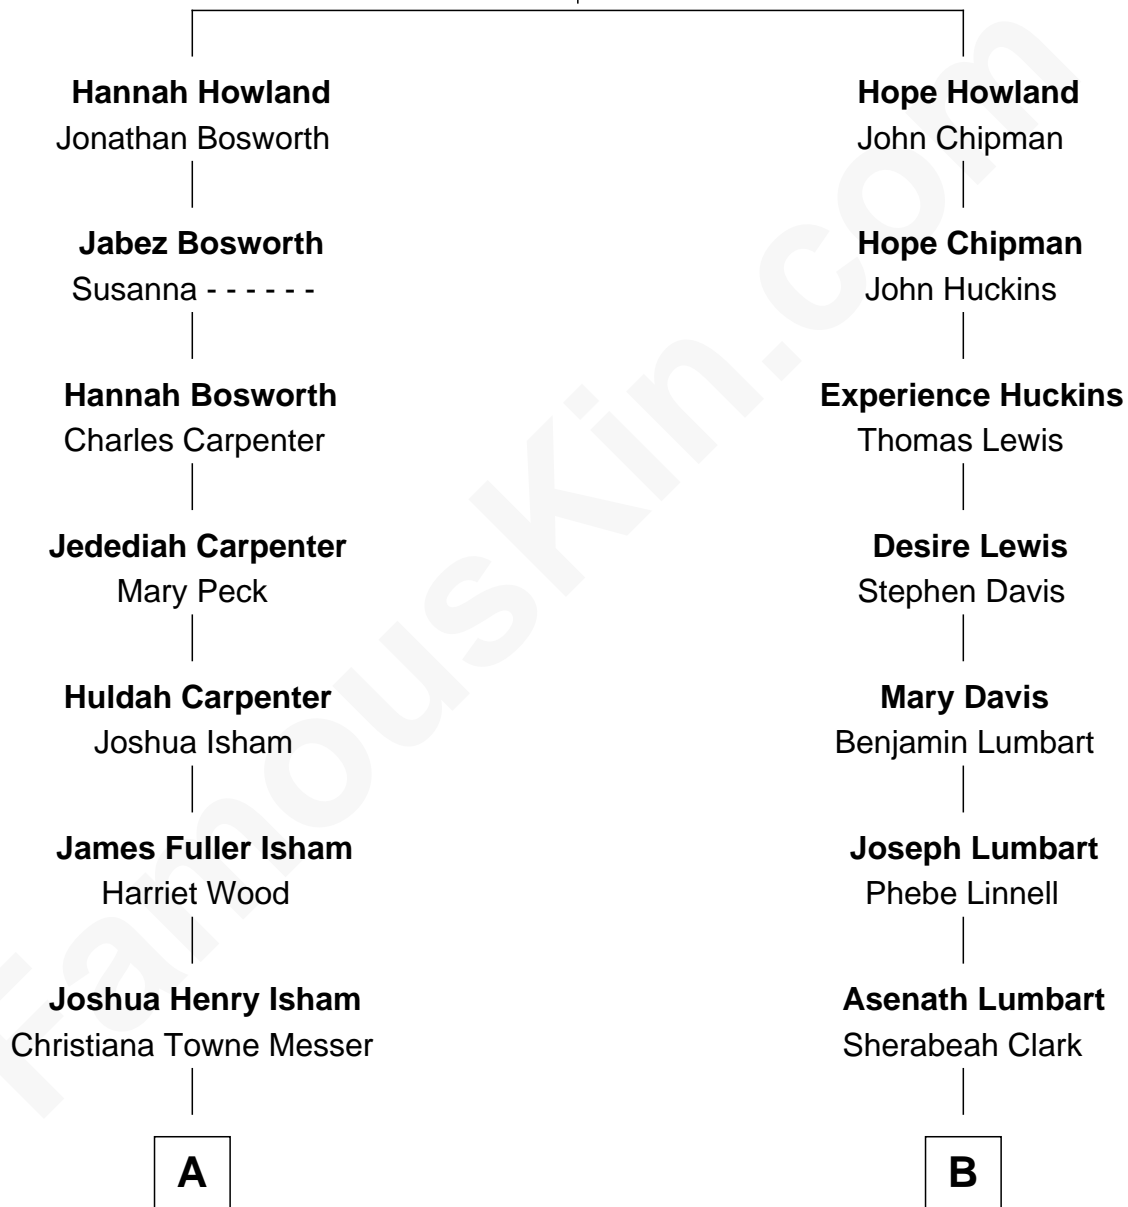 Hannah Howland
Jonathan Bosworth
Jabez Bosworth
Susanna - - - - - -
Hannah Bosworth
Charles Carpenter
Jedediah Carpenter
Mary Peck
Huldah Carpenter
Joshua Isham
James Fuller Isham
Harriet Wood
Joshua Henry Isham
Christiana Towne Messer
A
Hope Howland
John Chipman
Hope Chipman
John Huckins
Experience Huckins
Thomas Lewis
Desire Lewis
Stephen Davis
Mary Davis
Benjamin Lumbart
Joseph Lumbart
Phebe Linnell
Asenath Lumbart
Sherabeah Clark
B
FamousKin.com